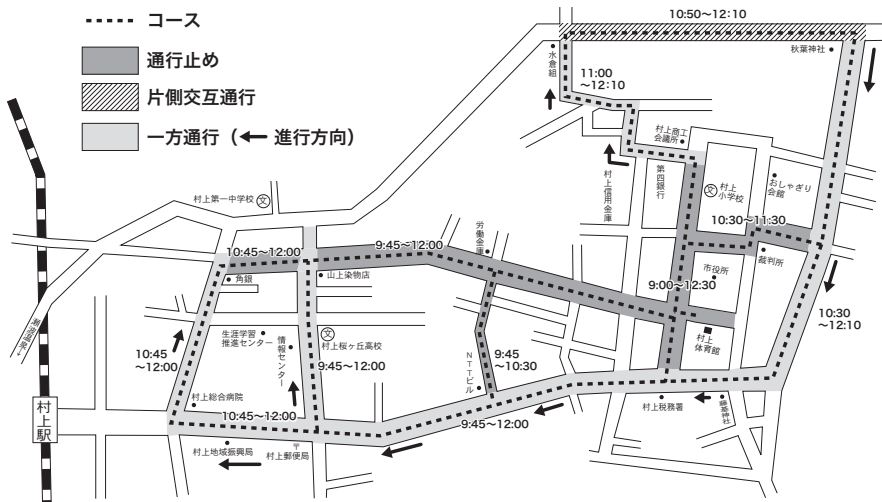 コース
通行止め
片側交互通行
一方通行（← 進行方向）
10:50〜12:10
秋葉神社
水倉組
11:00
〜12:10
村上商工
会議所
第四銀行
村上信用金庫
文
村上
小学校
おしゃぎり
会館
10:30〜11:30
裁判所
市役所
9:00〜12:30
村上
体育館
10:30
〜12:10
村上第一中学校
文
労働金庫
10:45〜12:00
9:45〜12:00
角銀
山上染物店
瀬波温泉→
生涯学習
推進センター
情報センター
文
村上桜ヶ丘高校
9:45〜12:00
10:45
〜12:00
NTTビル
9:45
〜10:30
村上総合病院
村上駅
10:45〜12:00
村上地域振興局
〒
村上郵便局
9:45〜12:00
村上税務署